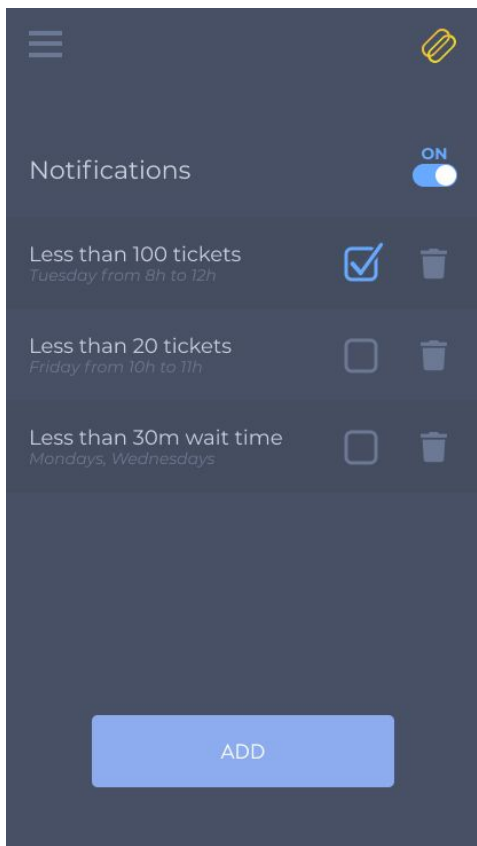 ON
Notifications
Less than 100 tickets
Tuesday from 8h to 12h
Less than 20 tickets
Friday from 10h to 11h
Less than 30m wait time
Mondays, Wednesdays
ADD